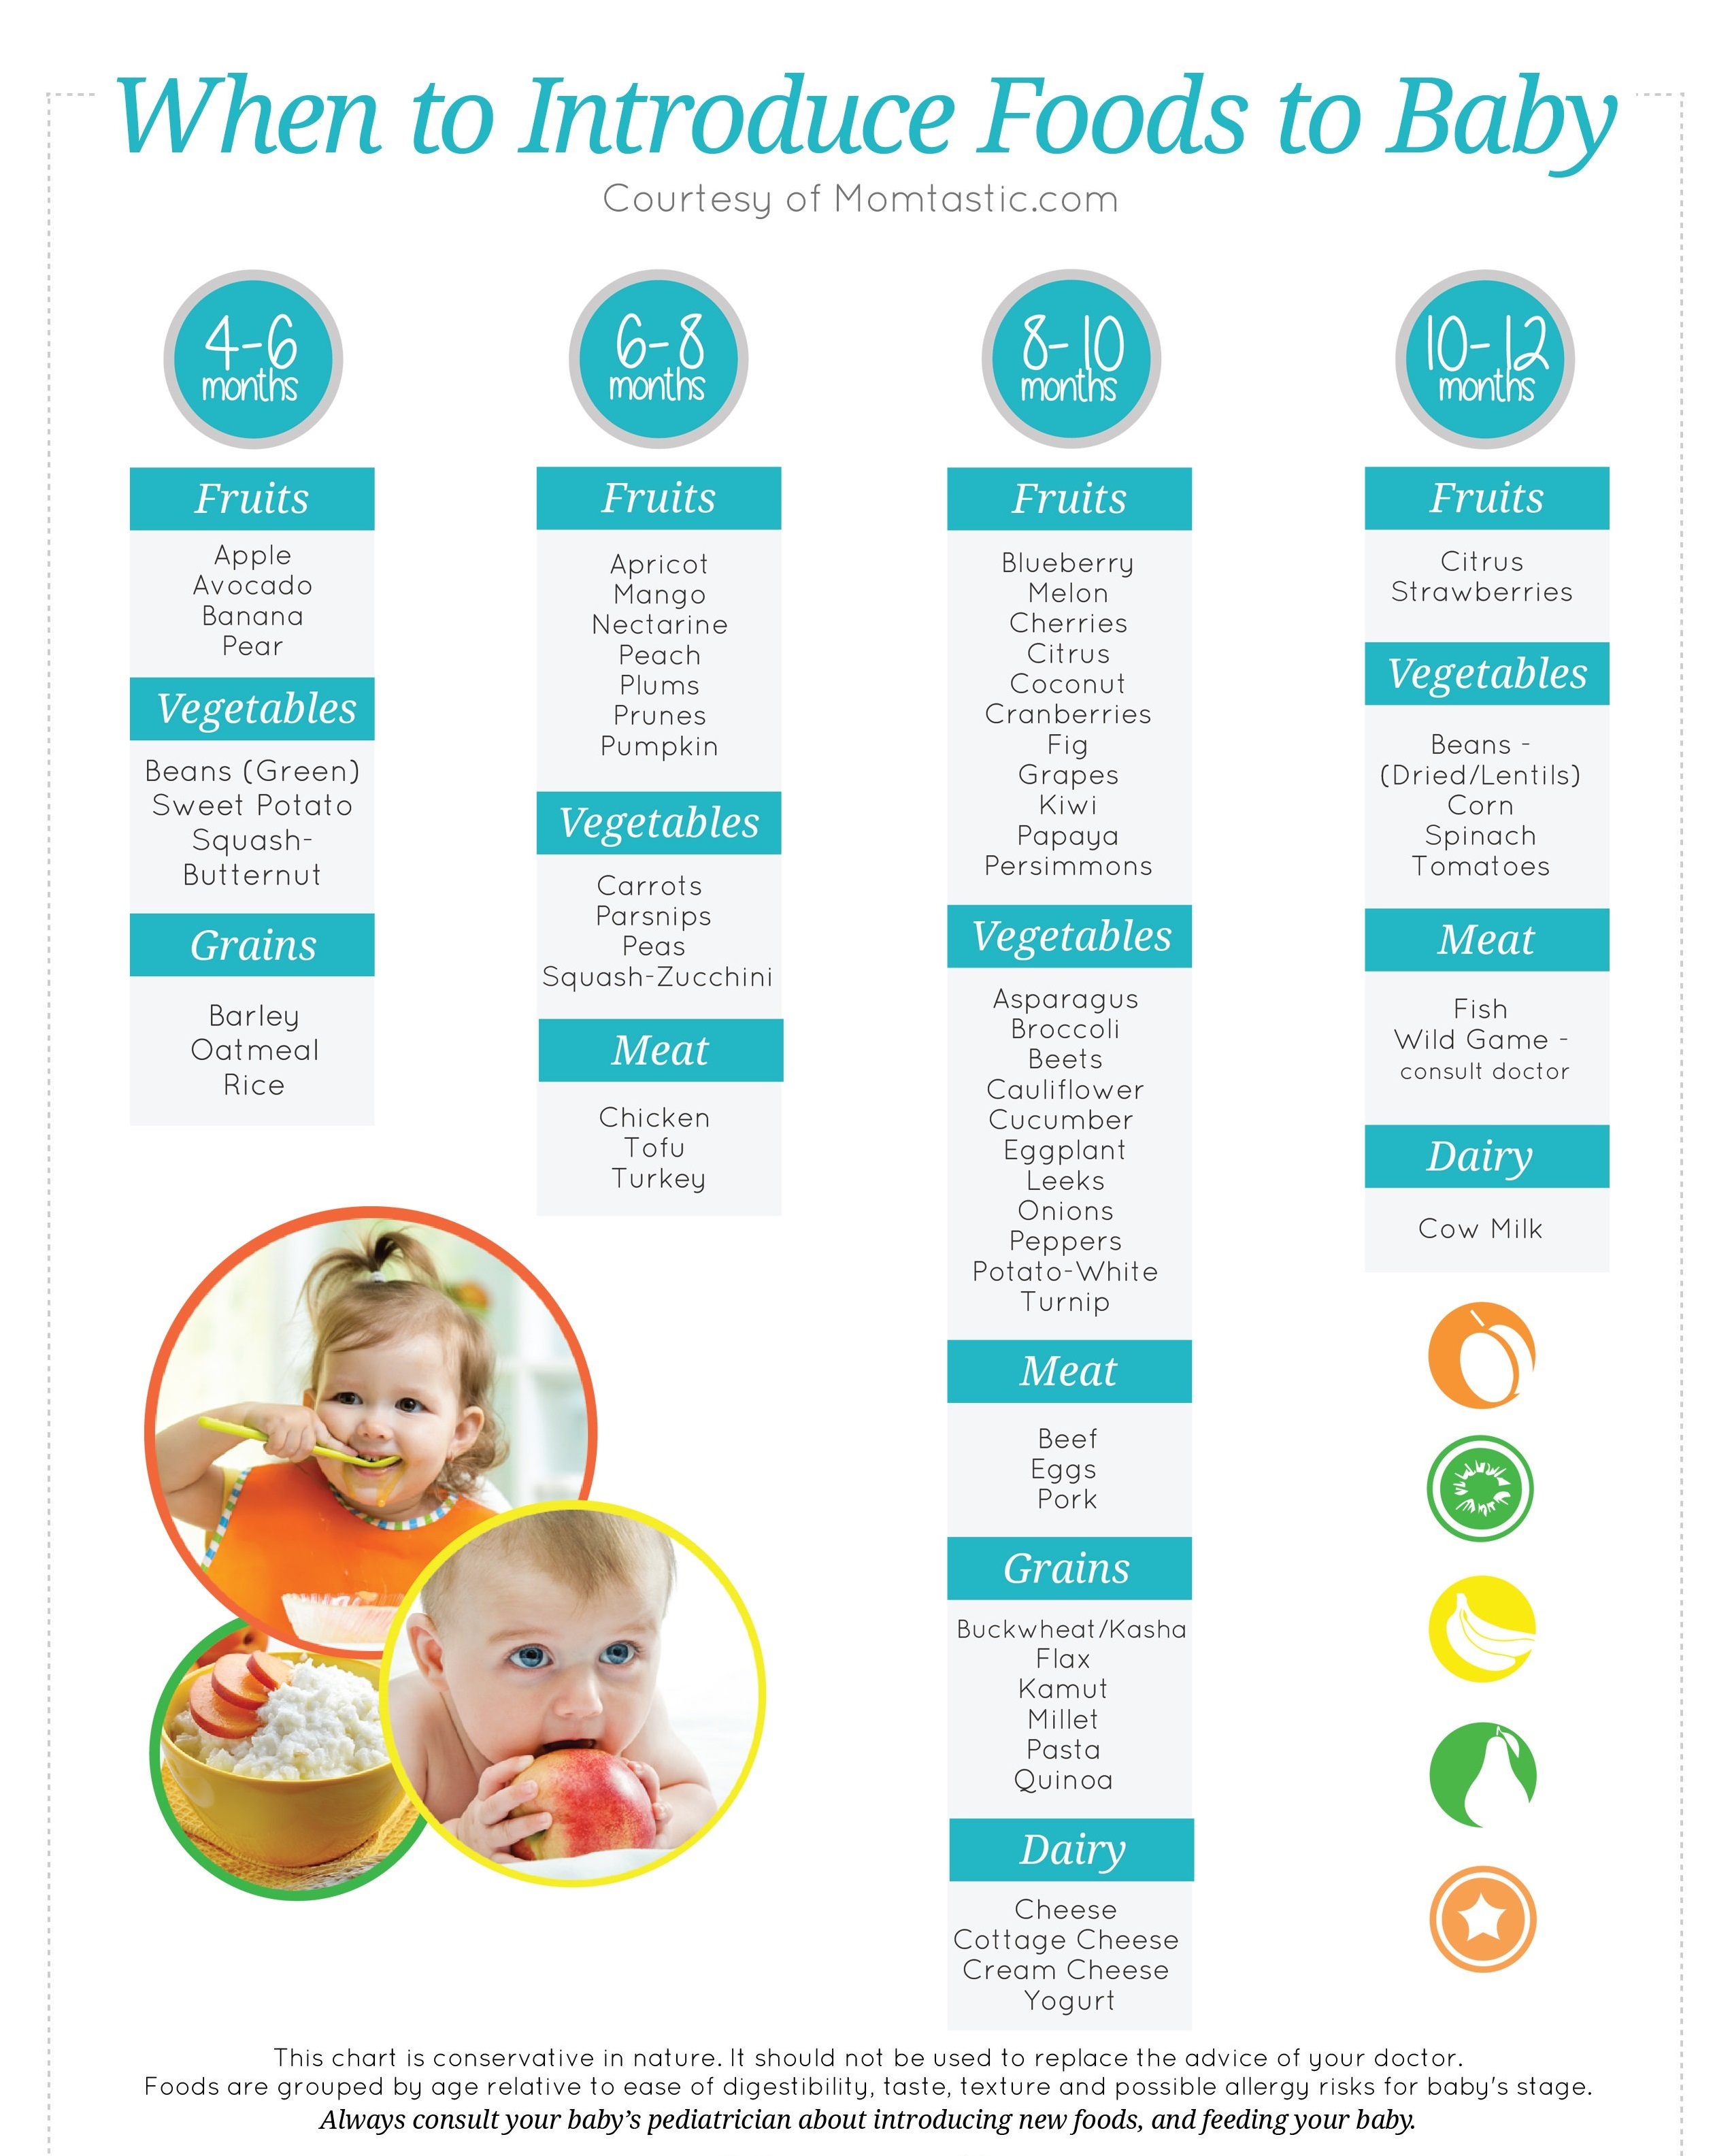 When to Introduce Foods to Baby
Courtesy of Momtastic.com
4-6
months
Fruits
Apple
Avocado
Banana
Pear
Vegetables
Beans (Green)
Sweet Potato
Squash-
Butternut
Grains
Barley
Oatmeal
Rice
6-8
months
Fruits
Apricot
Mango
Nectarine
Peach
Plums
Prunes
Pumpkin
Vegetables
Carrots
Parsnips
Peas
Squash-Zucchini
Meat
Chicken
Tofu
Turkey
8-10
months
Fruits
Blueberry
Melon
Cherries
Citrus
Coconut
Cranberries
Fig
Grapes
Kiwi
Papaya
Persimmons
Vegetables
Asparagus
Broccoli
Beets
Cauliflower
Cucumber
Eggplant
Leeks
Onions
Peppers
Potato-White
Turnip
Meat
Beef
Eggs
Pork
Grains
Buckwheat/Kasha
Flax
Kamut
Millet
Pasta
Quinoa
Dairy
Cheese
Cottage Cheese
Cream Cheese
Yogurt
10-12
months
Fruits
Citrus
Strawberries
Vegetables
Beans -
(Dried/Lentils)
Corn
Spinach
Tomatoes
Meat
Fish
Wild Game -
consult doctor
Dairy
Cow Milk
This chart is conservative in nature. It should not be used to replace the advice of your doctor.
Foods are grouped by age relative to ease of digestibility, taste, texture and possible allergy risks for baby's stage.
Always consult your baby's pediatrician about introducing new foods, and feeding your baby.